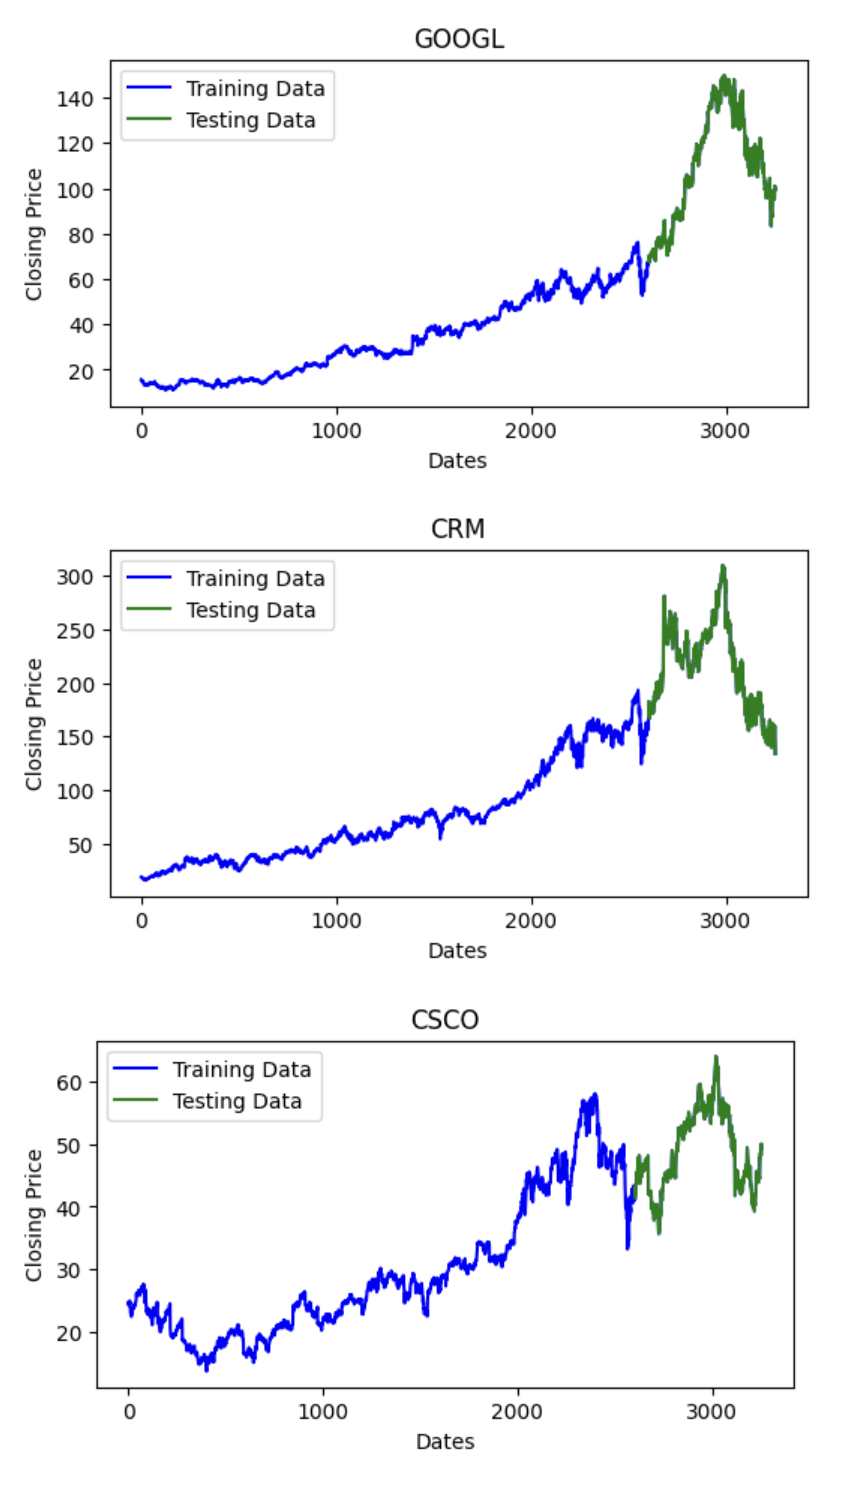 GOOGL
Training Data
Testing Data
140
120
100
80
60
40
20
Closing Price
0 1000 2000 3000
Dates
CRM
Training Data
Testing Data
300
250
200
150
100
50
Closing Price
0 1000 2000 3000
Dates
CSCO
Training Data
Testing Data
60
50
40
30
20
Closing Price
0 1000 2000 3000
Dates